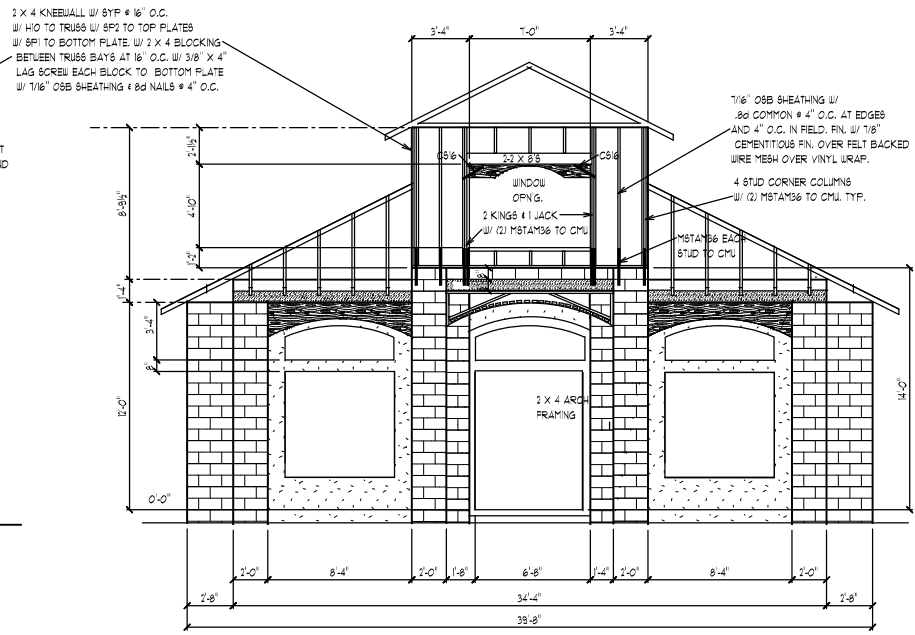 2 X 4 KNEEWALL W/ SYP @ 16" O.C.
W/ H10 TO TRUSS W/ SP2 TO TOP PLATES
W/ SP1 TO BOTTOM PLATE. W/ 2 X 4 BLOCKING
BETWEEN TRUSS BAYS AT 16" O.C. W/ 3/8" X 4"
LAG SCREW EACH BLOCK TO BOTTOM PLATE
W/ 7/16" OSB SHEATHING & 8d NAILS @ 4" O.C.
3'-4" 7'-0" 3'-4"
7/16" OSB SHEATHING W/
.8d COMMON @ 4" O.C. AT EDGES
AND 4" O.C. IN FIELD. FIN. W/ 7/8"
CEMENTITIOUS FIN. OVER FELT BACKED
WIRE MESH OVER VINYL WRAP.
4 STUD CORNER COLUMNS
W/ (2) MSTAM36 TO CMU. TYP.
CS16 2-2 X 8'S CS16
WINDOW
OPN'G.
2 KINGS & 1 JACK
W/ (2) MSTAM36 TO CMU
MSTAM36 EACH
STUD TO CMU
2'-1½"
8'-9½"
4'-10"
1'-2"
1'-4"
8"
3'-4"
8"
12'-0"
14'-0"
2 X 4 ARCH
FRAMING
0'-0"
2'-0" 8'-4" 2'-0" 1'-8" 6'-8" 1'-4" 2'-0" 8'-4" 2'-0"
2'-8" 34'-4" 2'-8"
39'-8"